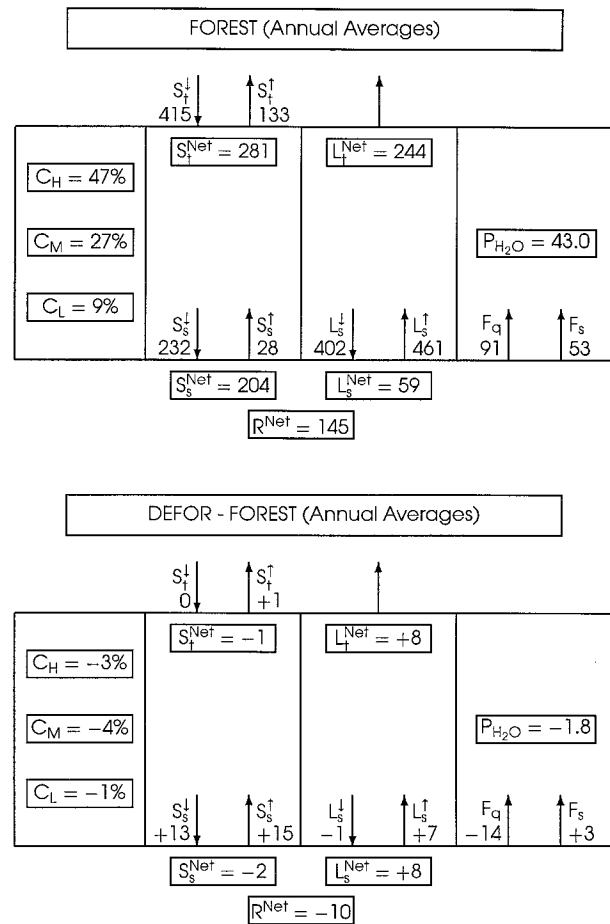 FOREST (Annual Averages)
S↓t S↑t
415 133
S^Net_t = 281 L^Net_t = 244
C_H = 47%
C_M = 27% P_H₂O = 43.0
C_L = 9%
S↓s S↑s L↓s L↑s F_q F_s
232 28 402 461 91 53
S^Net_s = 204 L^Net_s = 59
R^Net = 145
DEFOR - FOREST (Annual Averages)
S↓t S↑t
0 +1
S^Net_t = −1 L^Net_t = +8
C_H = −3%
C_M = −4% P_H₂O = −1.8
C_L = −1%
S↓s S↑s L↓s L↑s F_q F_s
+13 +15 −1 +7 −14 +3
S^Net_s = −2 L^Net_s = +8
R^Net = −10